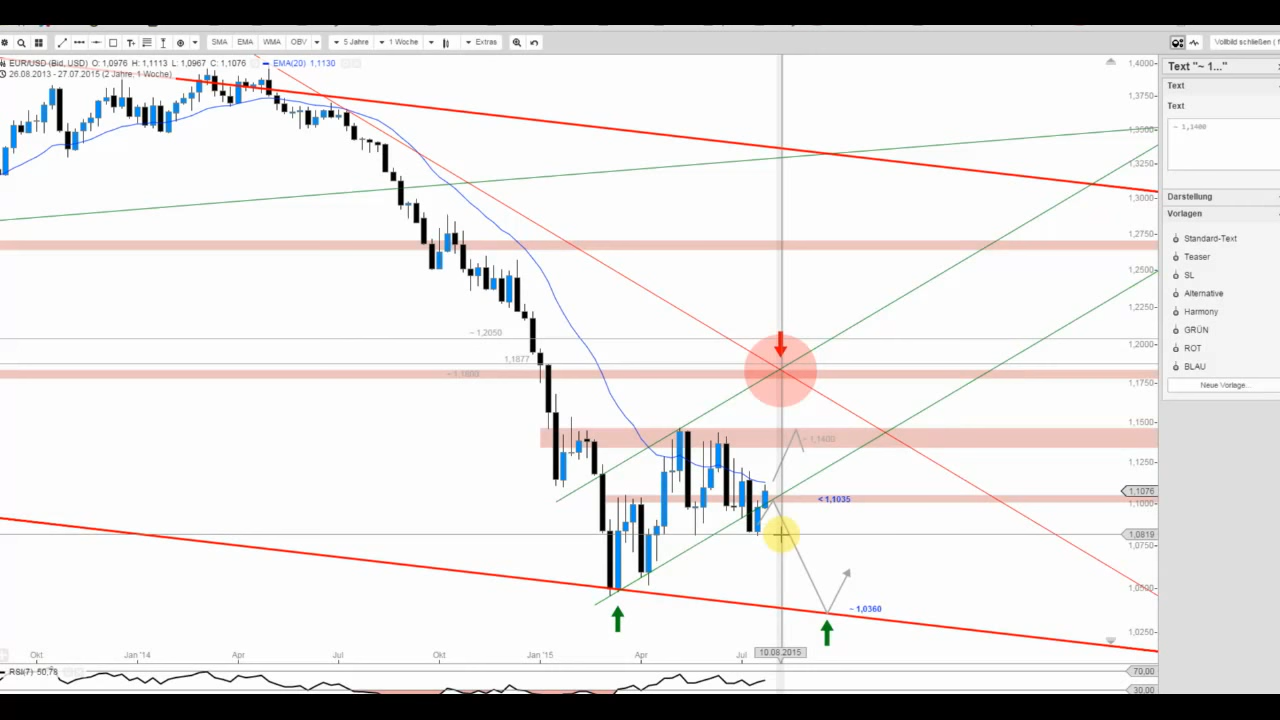 SMA EMA WMA OBV 5 Jahre 1 Woche Extras Vollbild schließen (
EUR/USD (Bid, USD) O: 1,0976 H: 1,1113 L: 1,0967 C: 1,1076 EMA(20) 1,1130
26.08.2013 - 27.07.2015 (2 Jahre, 1 Woche)
1,4000
1,3750
1,3500
1,3250
1,3000
1,2750
1,2500
1,2250
~ 1,2050
1,2000
1,1877
~ 1,1800
1,1750
1,1500
~ 1,1400
1,1250
1,1076
< 1,1035
1,1000
1,0819
1,0750
1,0500
~ 1,0360
1,0250
Okt Jan '14 Apr Jul Okt Jan '15 Apr Jul 10.08.2015
RSI(7) 50,78
70,00
30,00
Text "~ 1..."
Text
Text
~ 1,1400
Darstellung
Vorlagen
Standard-Text
Teaser
SL
Alternative
Harmony
GRÜN
ROT
BLAU
Neue Vorlage...